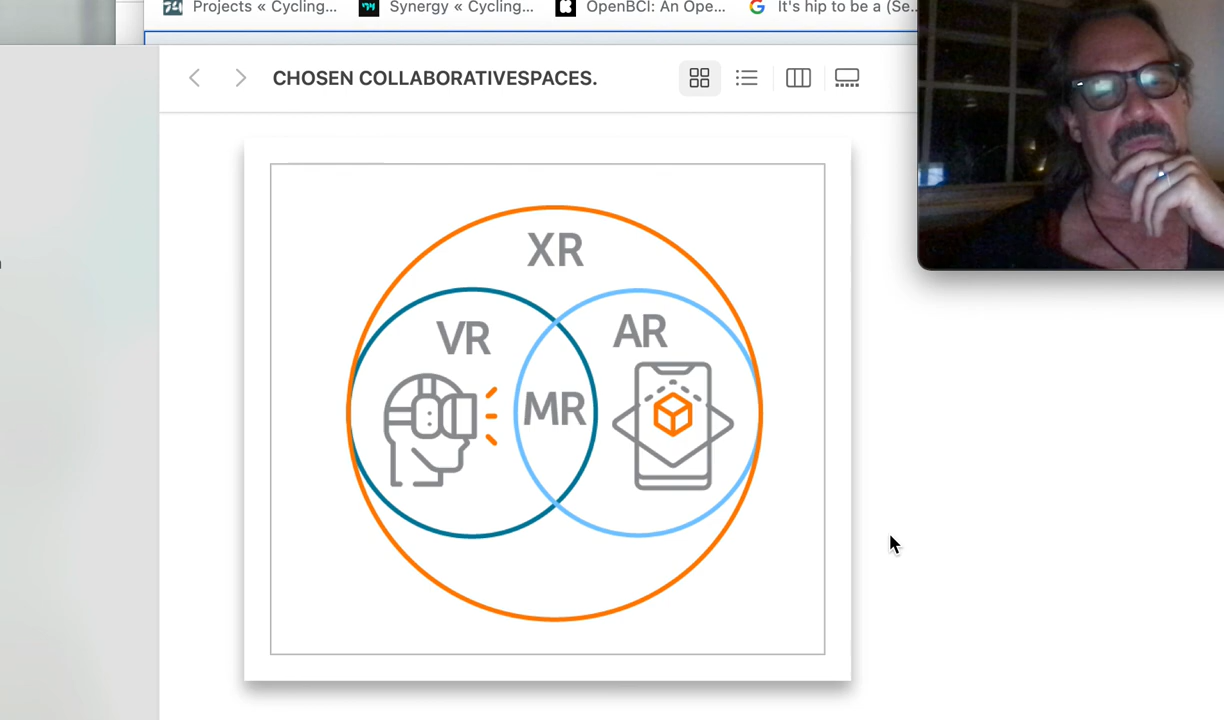 Projects « Cycling...
Synergy « Cycling...
OpenBCI: An Ope...
It's hip to be a (Se...
CHOSEN COLLABORATIVESPACES.
XR
VR
AR
MR